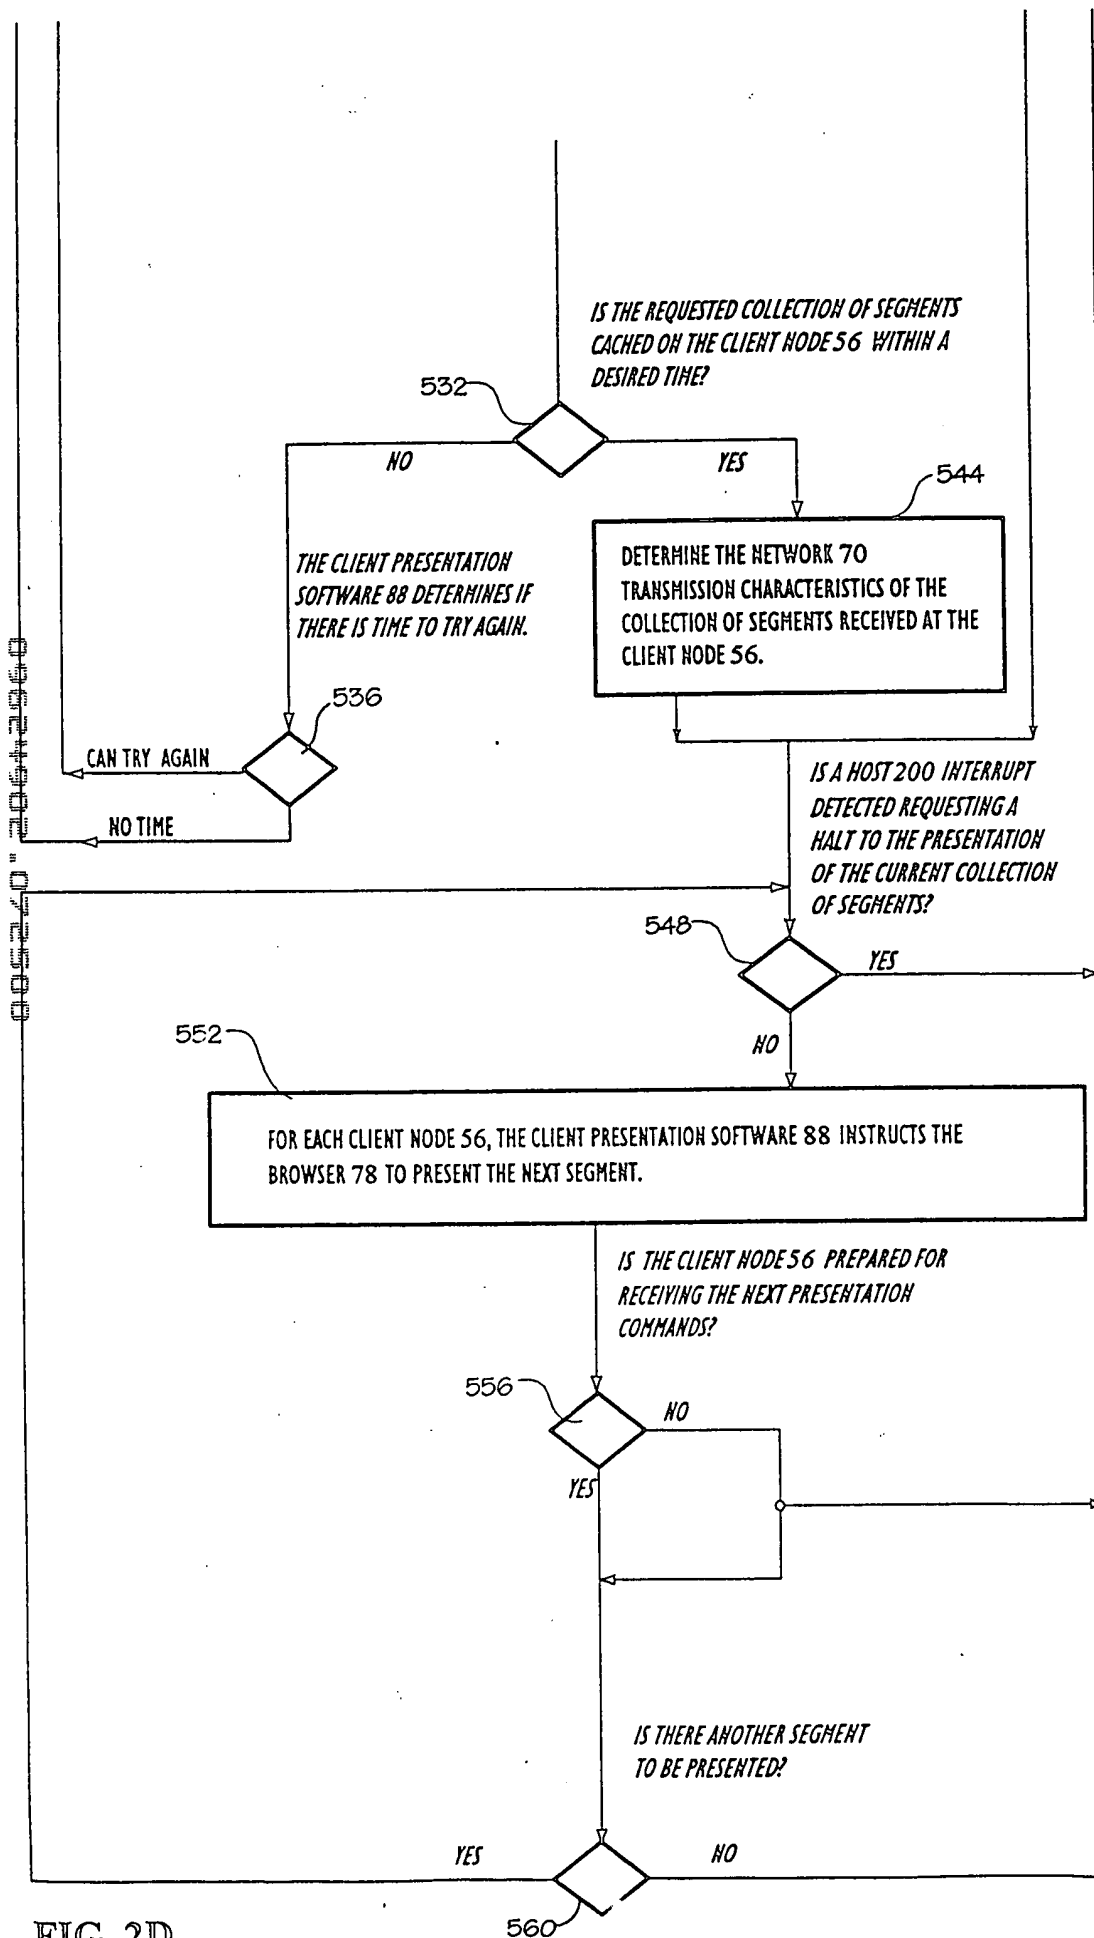 IS THE REQUESTED COLLECTION OF SEGMENTS
CACHED ON THE CLIENT NODE 56 WITHIN A
DESIRED TIME?
532
NO
YES
544
THE CLIENT PRESENTATION
SOFTWARE 88 DETERMINES IF
THERE IS TIME TO TRY AGAIN.
DETERMINE THE NETWORK 70
TRANSMISSION CHARACTERISTICS OF THE
COLLECTION OF SEGMENTS RECEIVED AT THE
CLIENT NODE 56.
536
CAN TRY AGAIN
NO TIME
IS A HOST 200 INTERRUPT
DETECTED REQUESTING A
HALT TO THE PRESENTATION
OF THE CURRENT COLLECTION
OF SEGMENTS?
548
YES
NO
552
FOR EACH CLIENT NODE 56, THE CLIENT PRESENTATION SOFTWARE 88 INSTRUCTS THE
BROWSER 78 TO PRESENT THE NEXT SEGMENT.
IS THE CLIENT NODE 56 PREPARED FOR
RECEIVING THE NEXT PRESENTATION
COMMANDS?
556
NO
YES
IS THERE ANOTHER SEGMENT
TO BE PRESENTED?
YES
NO
560
FIG. 2D